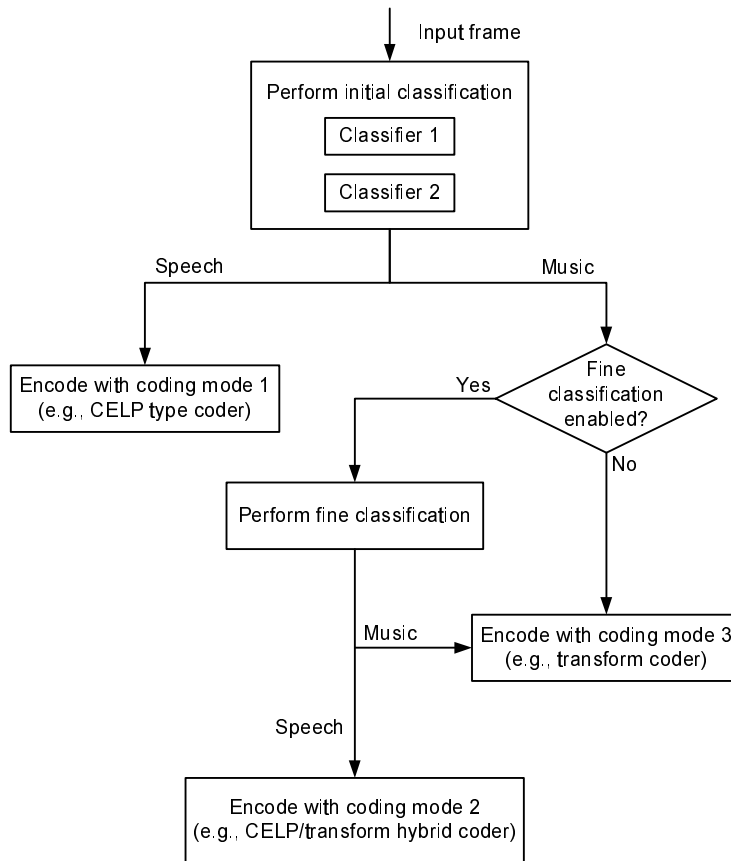 Input frame
Perform initial classification
Classifier 1
Classifier 2
Speech
Music
Encode with coding mode 1
(e.g., CELP type coder)
Yes
Fine
classification
enabled?
No
Perform fine classification
Music
Encode with coding mode 3
(e.g., transform coder)
Speech
Encode with coding mode 2
(e.g., CELP/transform hybrid coder)